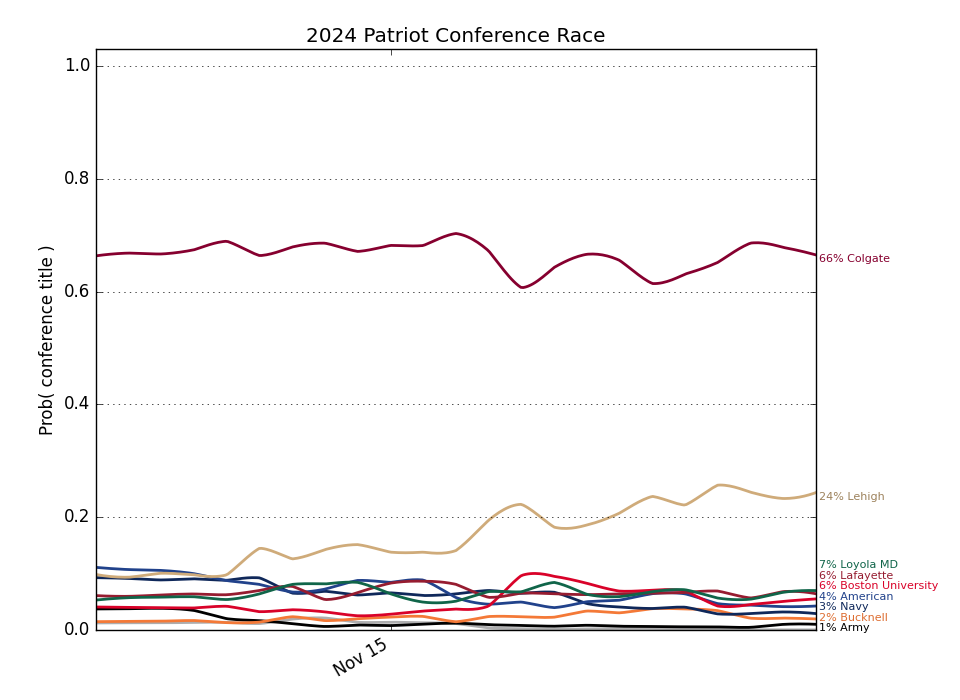 2024 Patriot Conference Race
Prob( conference title )
1.0
0.8
0.6
0.4
0.2
0.0
Nov 15
66% Colgate
24% Lehigh
7% Loyola MD
6% Lafayette
6% Boston University
4% American
3% Navy
2% Bucknell
1% Army